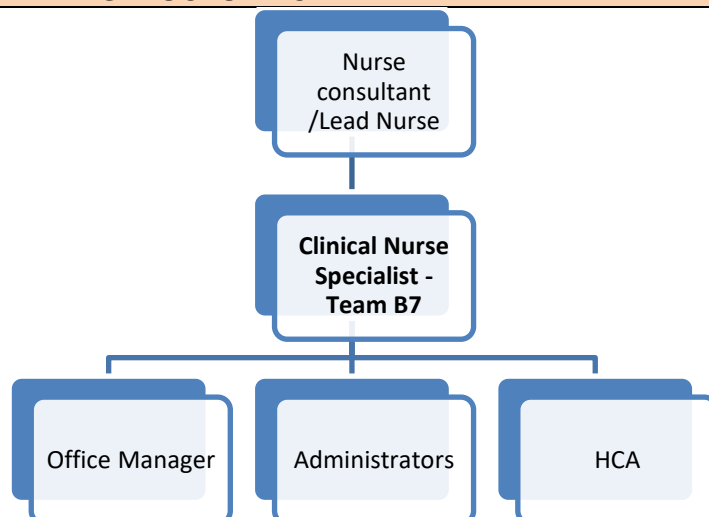 Nurse
consultant
/Lead Nurse
Clinical Nurse
Specialist -
Team B7
Office Manager
Administrators
HCA